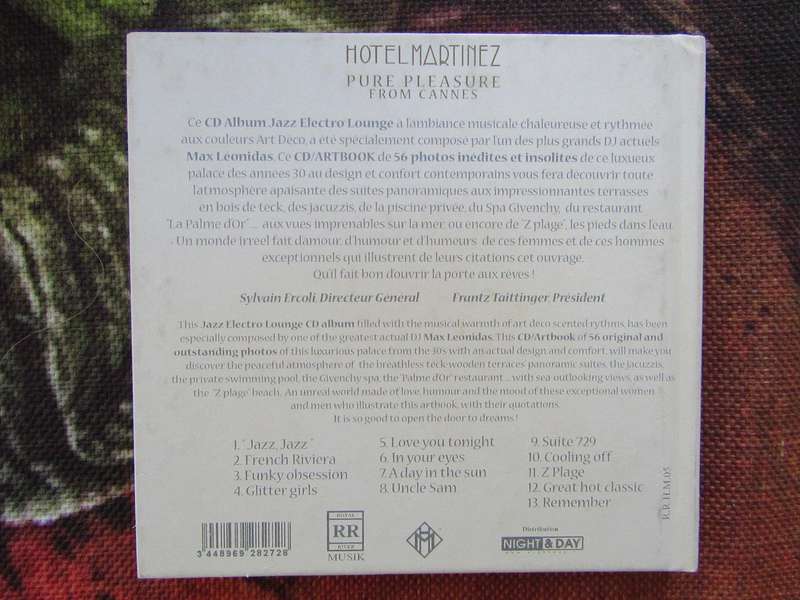 HOTEL MARTINEZ
PURE PLEASURE
FROM CANNES
Ce CD Album Jazz Electro Lounge à l'ambiance musicale chaleureuse et rythmée
aux couleurs Art Déco, a été spécialement composé par l'un des plus grands DJ actuels
Max Léonidas. Ce CD/ARTBOOK de 56 photos inédites et insolites de ce luxueux
palace des années 30 au design et confort contemporains vous fera découvrir toute
l'atmosphère apaisante des suites panoramiques aux impressionnantes terrasses
en bois de teck, des jacuzzis, de la piscine privée, du Spa Givenchy, du restaurant
"La Palme d'Or"... aux vues imprenables sur la mer, ou encore de "Z plage", les pieds dans l'eau.
Un monde irréel fait d'amour, d'humour et d'humeurs de ces femmes et de ces hommes
exceptionnels qui illustrent de leurs citations cet ouvrage.
Qu'il fait bon d'ouvrir la porte aux rêves !
Sylvain Ercoli, Directeur Général Frantz Taittinger, Président
This Jazz Electro Lounge CD album filled with the musical warmth of art deco scented rythms, has been
especially composed by one of the greatest actual DJ Max Leonidas. This CD/Artbook of 56 original and
outstanding photos of this luxurious palace from the 30s with an actual design and comfort, will make you
discover the peaceful atmosphere of the breathless teck-wooden terraces panoramic suites, the jacuzzis,
the private swimming pool, the Givenchy spa, the "Palme d'Or" restaurant ... with sea outlooking views, as well as
the "Z plage" beach. An unreal world made of love, humour and the mood of these exceptional women
and men who illustrate this artbook, with their quotations.
It is so good to open the door to dreams !
1. "Jazz, Jazz"
2. French Riviera
3. Funky obsession
4. Glitter girls
5. Love you tonight
6. In your eyes
7. A day in the sun
8. Uncle Sam
9. Suite 729
10. Cooling off
11. Z Plage
12. Great hot classic
13. Remember
R.R.H.M.05
3 448969 282728
ROYAL
RR
RIVER
MUSIK
Distribution
NIGHT & DAY